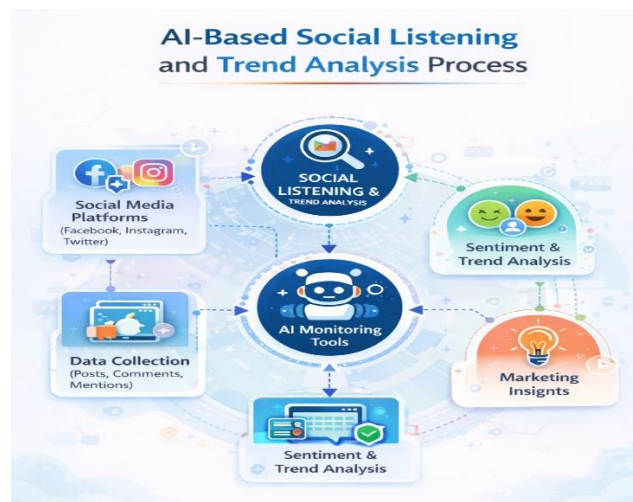 AI-Based Social Listening
and Trend Analysis Process
SOCIAL
LISTENING &
TREND ANALYSIS
Social Media
Platforms
(Facebook, Instagram,
Twitter)
Sentiment &
Trend Analysis
AI Monitoring
Tools
Data Collection
(Posts, Comments,
Mentions)
Marketing
Insignts
Sentiment &
Trend Analysis